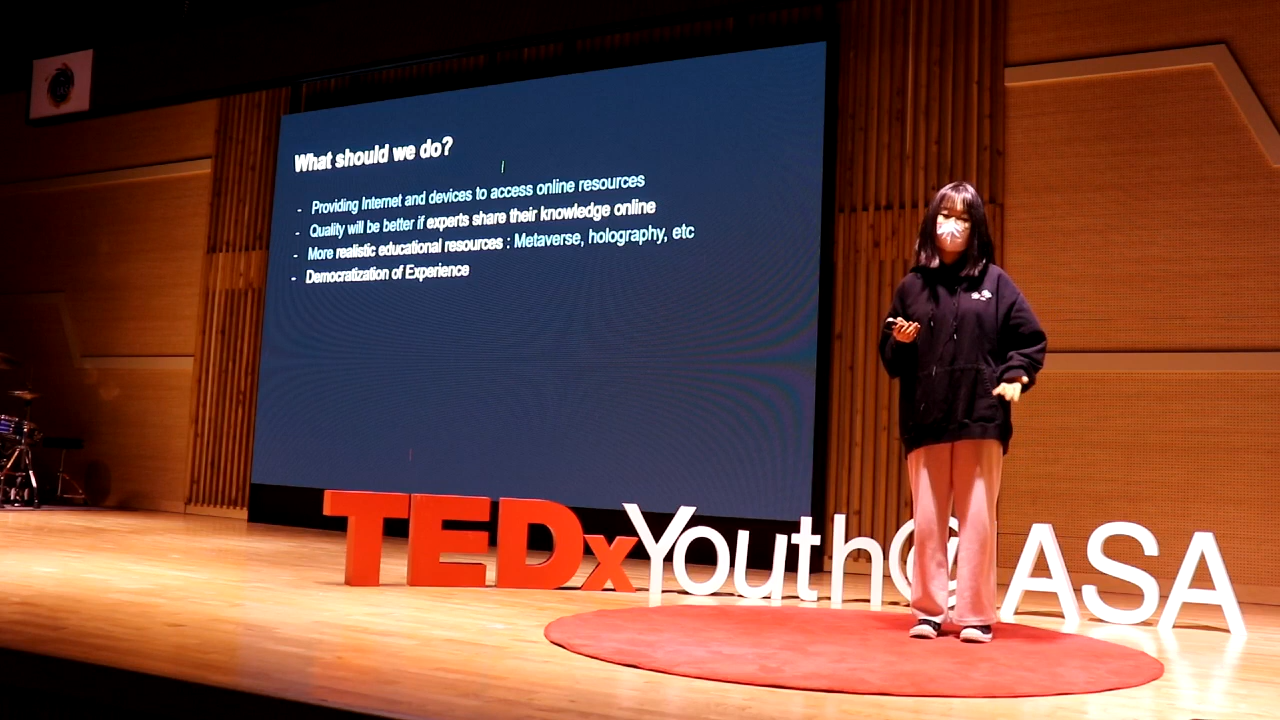 What should we do?
- Providing Internet and devices to access online resources
- Quality will be better if experts share their knowledge online
- More realistic educational resources : Metaverse, holography, etc
- Democratization of Experience
TEDxYouth@ASA